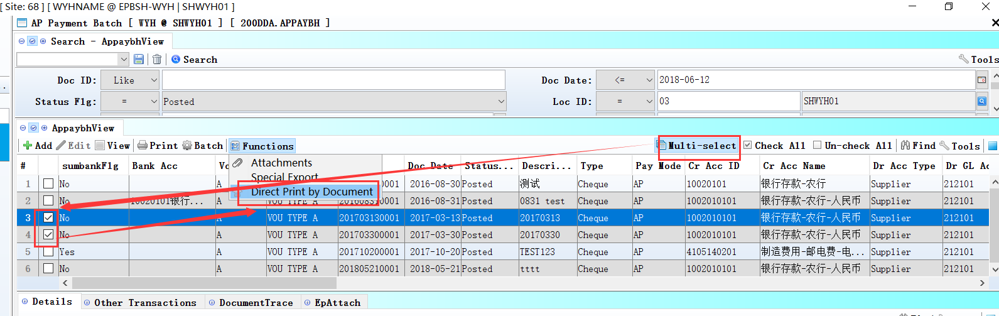 [ Site: 68 ] [ WYHNAME @ EPBSH-WYH | SHWYH01 ]
AP Payment Batch [ WYH @ SHWYH01 ] [ 200DDA.APPAYBH ]
Search - AppaybhView
Search Tools
Doc ID: Like Doc Date: <= 2018-06-12
Status Flg: = Posted Loc ID: = 03 SHWYH01
AppaybhView
Add Edit View Print Batch Functions Multi-select Check All Un-check All Find Tools
# sumbankFlg Bank Acc Doc Date Status... Descri... Type Pay Mode Cr Acc ID Cr Acc Name Dr Acc Type Dr GL Ac
Attachments
Special Export
Direct Print by Document
1 No A 0001 2016-08-30 Posted 测试 Cheque AP 10020101 银行存款-农行 Supplier 212101
2 No 10020101银行... A VOU TYPE A 201608310001 2016-08-31 Posted 0831 test Cheque AP 1002010101 银行存款-农行-人民币 Supplier 212101
3 No A VOU TYPE A 201703130001 2017-03-13 Posted 20170313 Cheque AP 1002010101 银行存款-农行-人民币 Supplier 212101
4 No A VOU TYPE A 201703300001 2017-03-30 Posted 20170330 Cheque AP 1002010101 银行存款-农行-人民币 Supplier 212101
5 Yes A VOU TYPE A 201710200001 2017-10-20 Posted TEST123 Cheque AP 4105140201 制造费用-邮电费-电... Supplier 212101
6 No A VOU TYPE A 201805210001 2018-05-21 Posted tttt Cheque AP 1002010101 银行存款-农行-人民币 Supplier 212101
Details Other Transactions DocumentTrace EpAttach